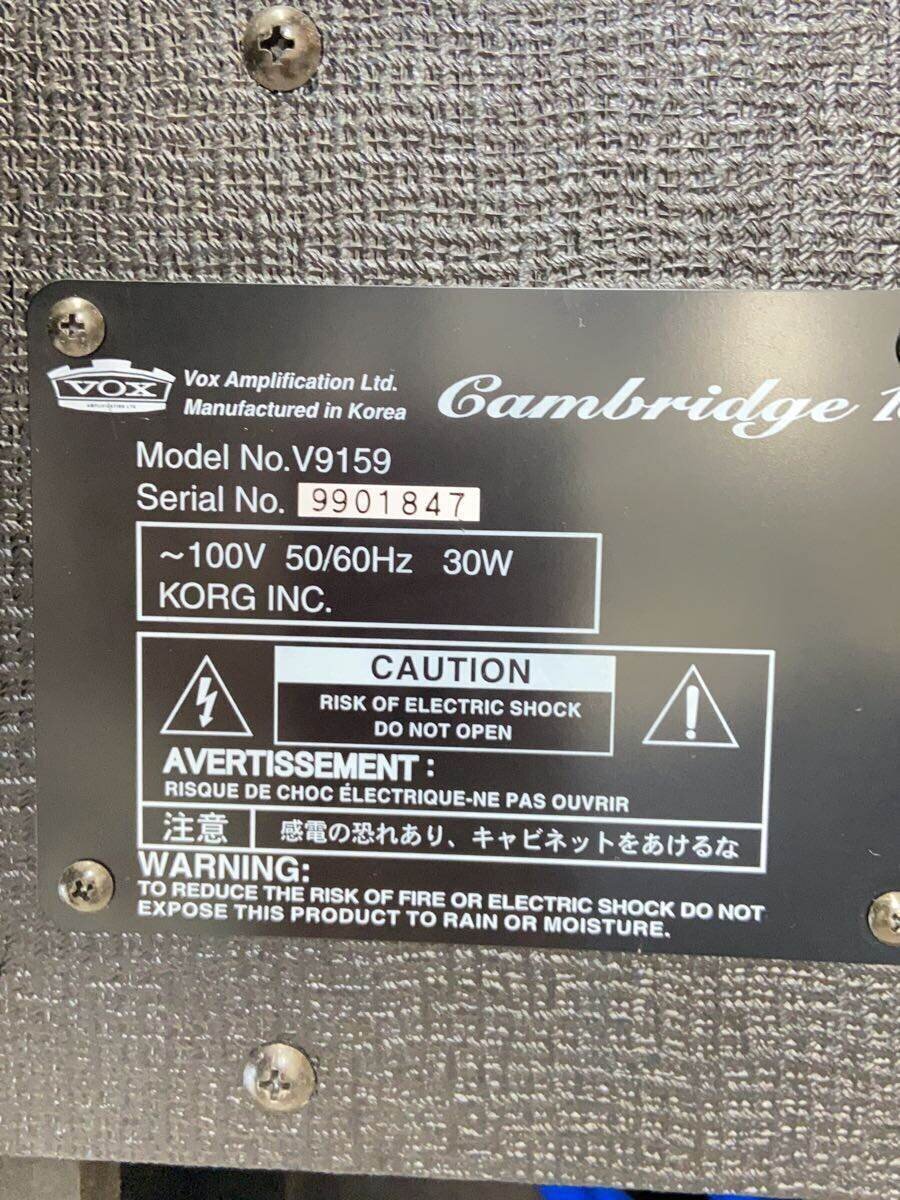 VOX
AMPLIFICATION LTD
Vox Amplification Ltd.
Manufactured in Korea
Cambridge
Model No.V9159
Serial No. 9901847
~100V 50/60Hz 30W
KORG INC.
CAUTION
RISK OF ELECTRIC SHOCK
DO NOT OPEN
AVERTISSEMENT :
RISQUE DE CHOC ÉLECTRIQUE-NE PAS OUVRIR
注意 感電の恐れあり、キャビネットをあけるな
WARNING:
TO REDUCE THE RISK OF FIRE OR ELECTRIC SHOCK DO NOT
EXPOSE THIS PRODUCT TO RAIN OR MOISTURE.